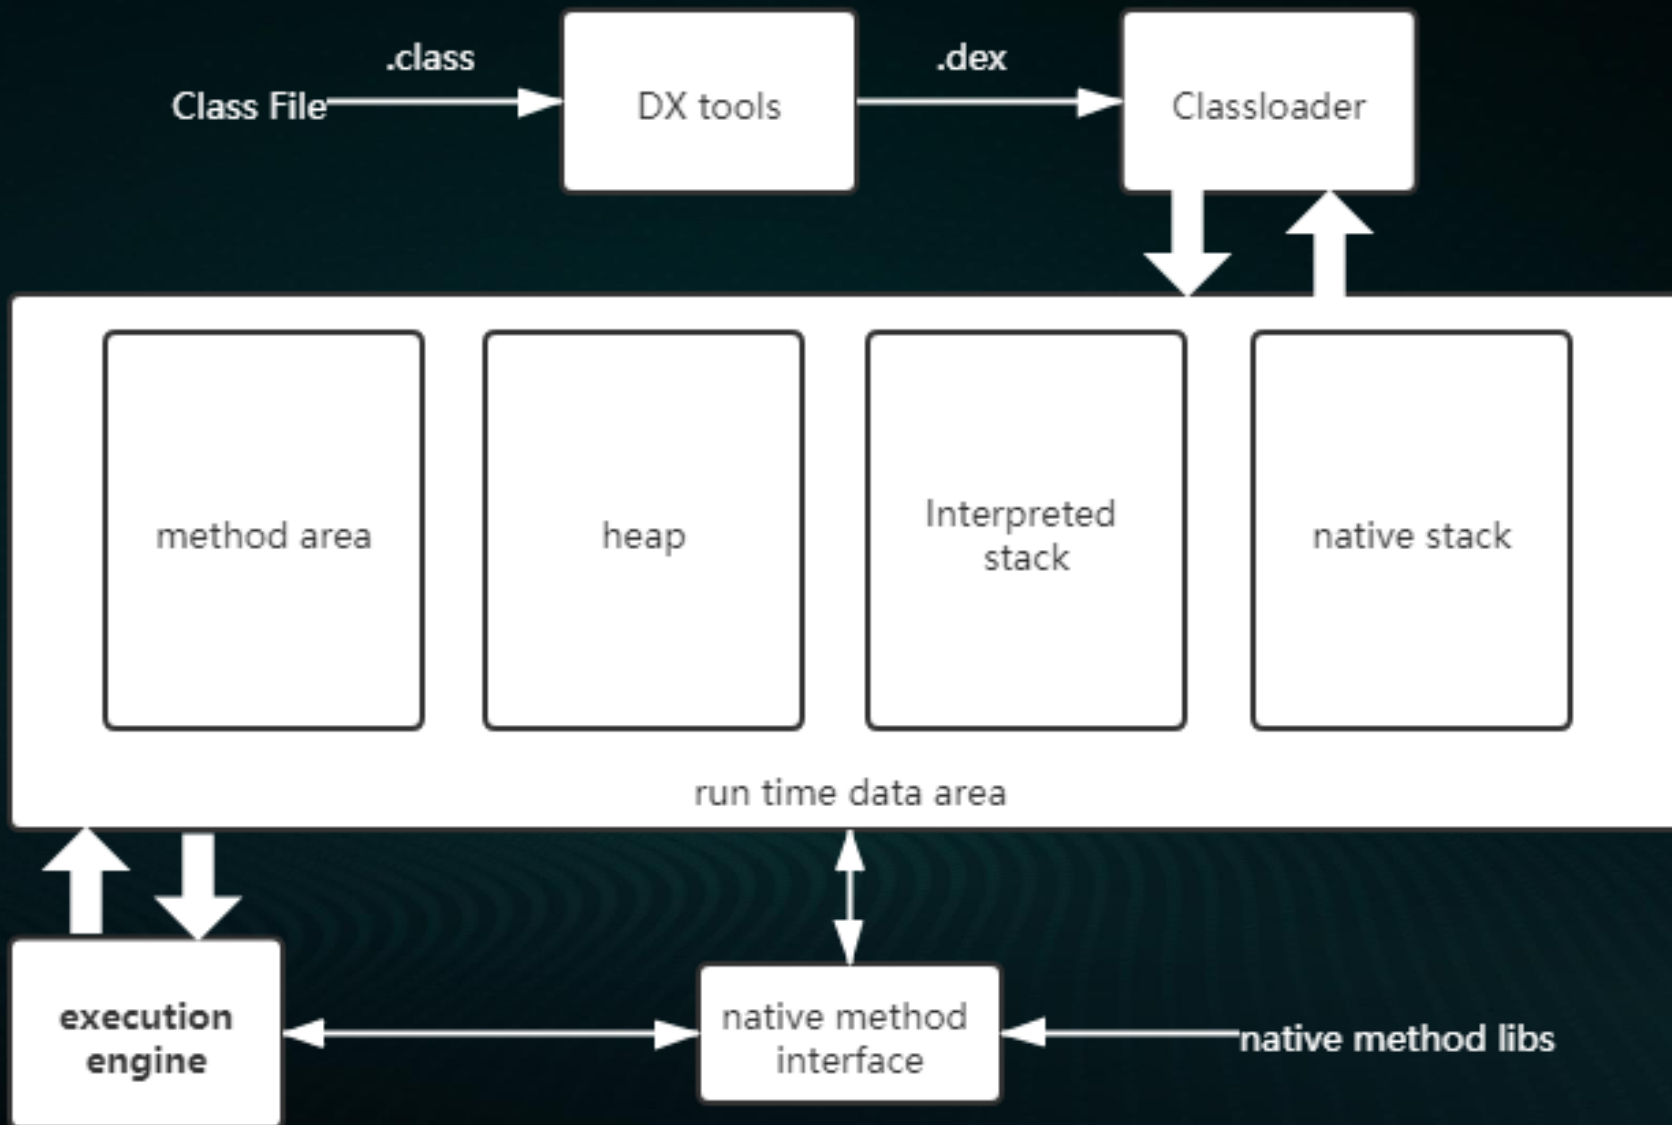 .class
.dex
Class File
DX tools
Classloader
method area
heap
Interpreted
stack
native stack
run time data area
execution
engine
native method
interface
native method libs